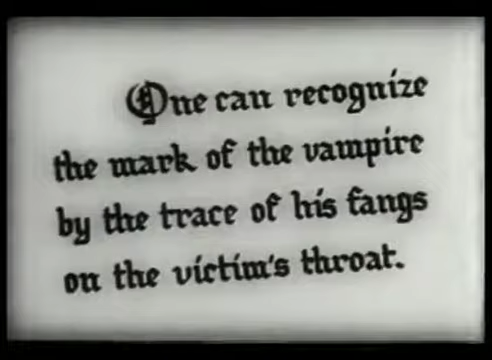 One can recognize
the mark of the vampire
by the trace of his fangs
on the victim's throat.